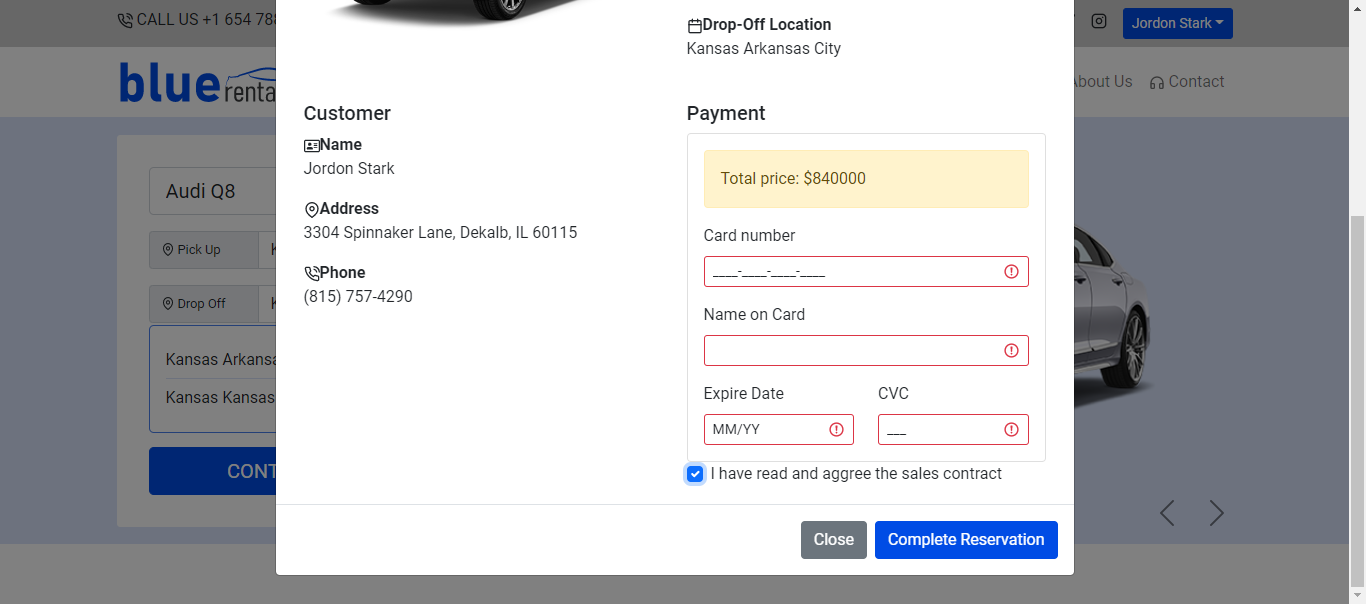 CALL US +1 654 788
Jordon Stark
blue renta
About Us
Contact
Drop-Off Location
Kansas Arkansas City
Customer
Name
Jordon Stark
Address
3304 Spinnaker Lane, Dekalb, IL 60115
Phone
(815) 757-4290
Payment
Total price: $840000
Card number
____-____-____-____
Name on Card
Expire Date
CVC
MM/YY
___
I have read and aggree the sales contract
Close
Complete Reservation
Audi Q8
Pick Up
K
Drop Off
K
Kansas Arkansa
Kansas Kansas
CONT